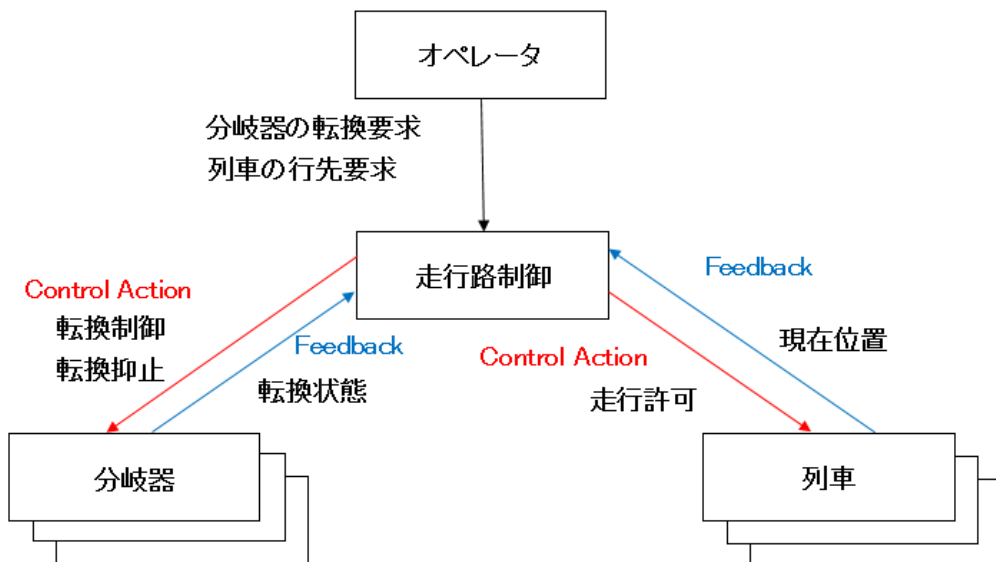 オペレータ
分岐器の転換要求
列車の行先要求
走行路制御
Control Action
転換制御
転換抑止
Feedback
転換状態
Control Action
走行許可
Feedback
現在位置
分岐器
列車